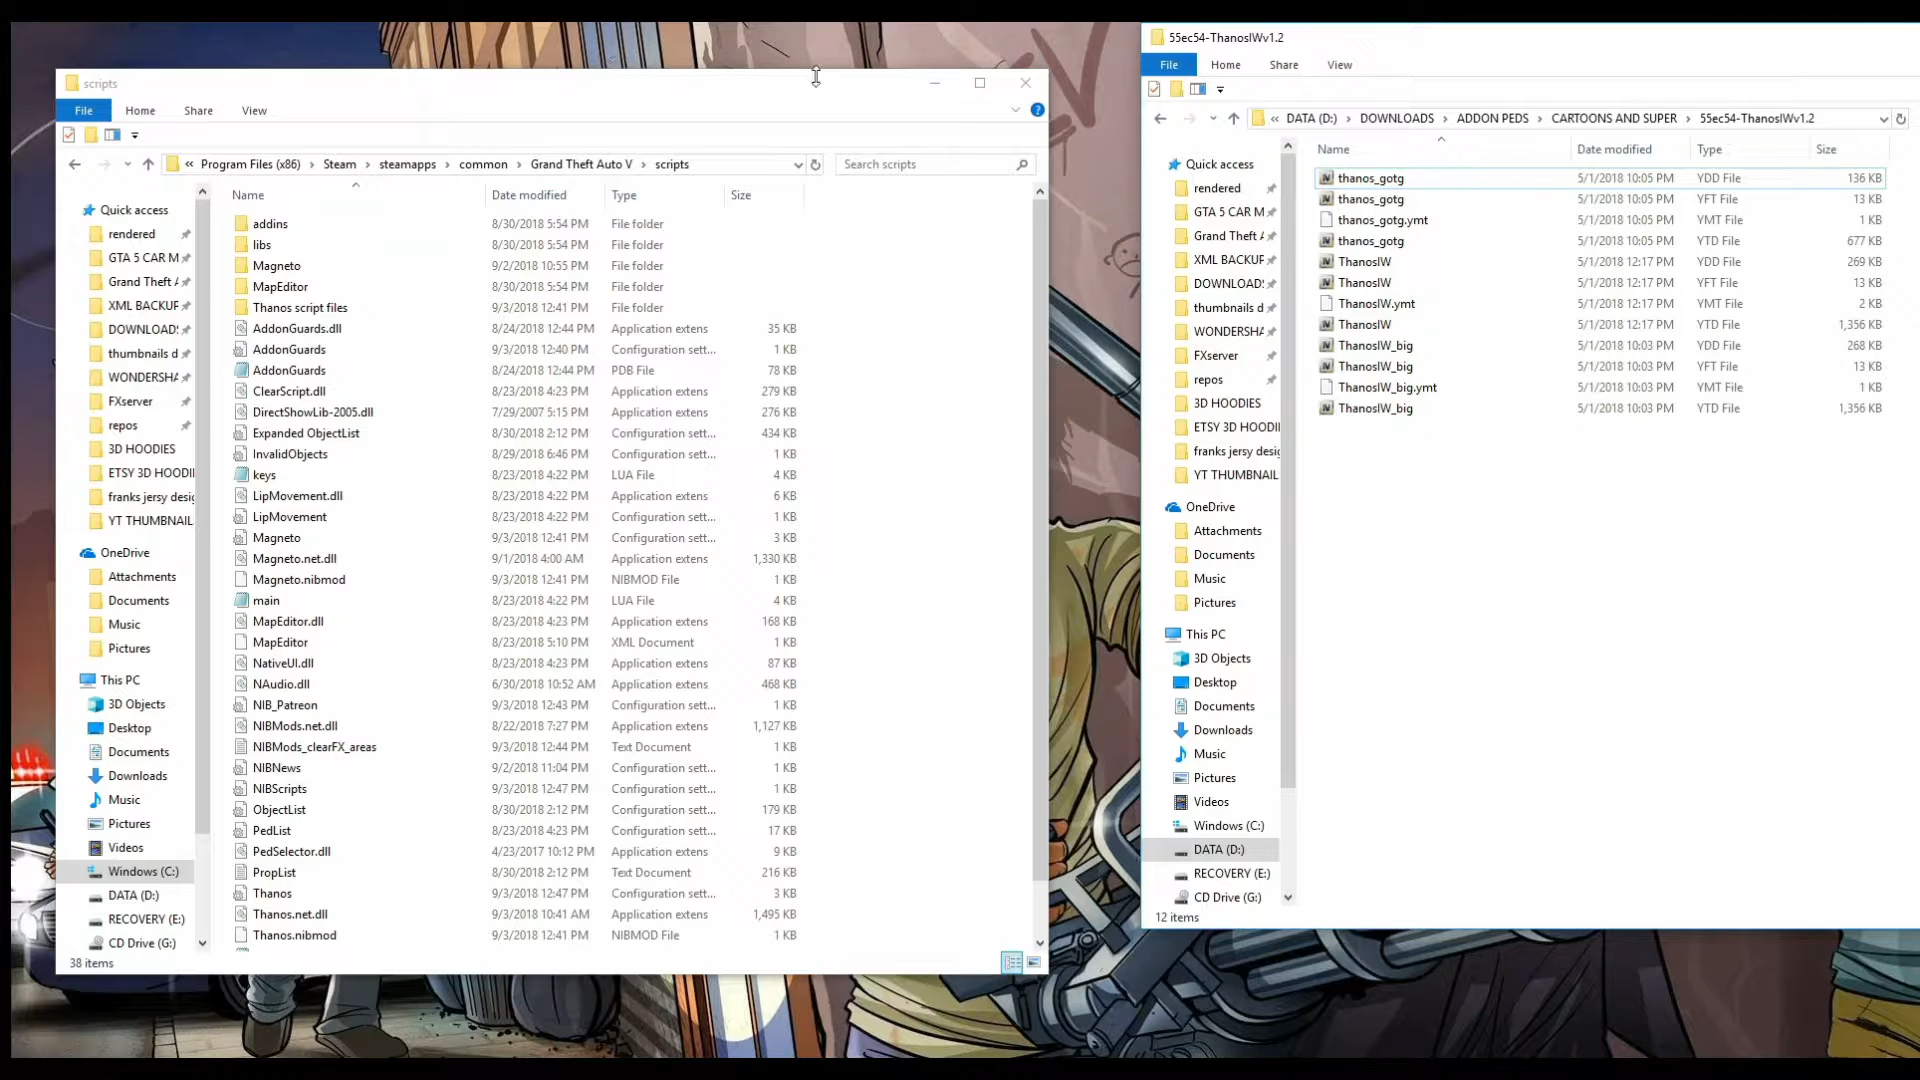 scripts
File Home Share View
« Program Files (x86) › Steam › steamapps › common › Grand Theft Auto V › scripts
Search scripts
Name Date modified Type Size
Quick access
rendered
GTA 5 CAR M
Grand Theft A
XML BACKUP
DOWNLOADS
thumbnails d
WONDERSHA
FXserver
repos
3D HOODIES
ETSY 3D HOODI
franks jersy desig
YT THUMBNAIL
OneDrive
Attachments
Documents
Music
Pictures
This PC
3D Objects
Desktop
Documents
Downloads
Music
Pictures
Videos
Windows (C:)
DATA (D:)
RECOVERY (E:)
CD Drive (G:)
addins 8/30/2018 5:54 PM File folder
libs 8/30/2018 5:54 PM File folder
Magneto 9/2/2018 10:55 PM File folder
MapEditor 8/30/2018 5:54 PM File folder
Thanos script files 9/3/2018 12:41 PM File folder
AddonGuards.dll 8/24/2018 12:44 PM Application extens 35 KB
AddonGuards 9/3/2018 12:40 PM Configuration sett... 1 KB
AddonGuards 8/24/2018 12:44 PM PDB File 78 KB
ClearScript.dll 8/23/2018 4:23 PM Application extens 279 KB
DirectShowLib-2005.dll 7/29/2007 5:15 PM Application extens 276 KB
Expanded ObjectList 8/30/2018 2:12 PM Configuration sett... 434 KB
InvalidObjects 8/29/2018 6:46 PM Configuration sett... 1 KB
keys 8/23/2018 4:22 PM LUA File 4 KB
LipMovement.dll 8/23/2018 4:22 PM Application extens 6 KB
LipMovement 8/23/2018 4:22 PM Configuration sett... 1 KB
Magneto 9/3/2018 12:41 PM Configuration sett... 3 KB
Magneto.net.dll 9/1/2018 4:00 AM Application extens 1,330 KB
Magneto.nibmod 9/3/2018 12:41 PM NIBMOD File 1 KB
main 8/23/2018 4:22 PM LUA File 4 KB
MapEditor.dll 8/23/2018 4:23 PM Application extens 168 KB
MapEditor 8/23/2018 5:10 PM XML Document 1 KB
NativeUI.dll 8/23/2018 4:23 PM Application extens 87 KB
NAudio.dll 6/30/2018 10:52 AM Application extens 468 KB
NIB_Patreon 9/3/2018 12:43 PM Configuration sett... 1 KB
NIBMods.net.dll 8/22/2018 7:27 PM Application extens 1,127 KB
NIBMods_clearFX_areas 9/3/2018 12:44 PM Text Document 1 KB
NIBNews 9/2/2018 11:04 PM Configuration sett... 1 KB
NIBScripts 9/3/2018 12:47 PM Configuration sett... 1 KB
ObjectList 8/30/2018 2:12 PM Configuration sett... 179 KB
PedList 8/23/2018 4:23 PM Configuration sett... 17 KB
PedSelector.dll 4/23/2017 10:12 PM Application extens 9 KB
PropList 8/30/2018 2:12 PM Text Document 216 KB
Thanos 9/3/2018 12:47 PM Configuration sett... 3 KB
Thanos.net.dll 9/3/2018 10:41 AM Application extens 1,495 KB
Thanos.nibmod 9/3/2018 12:41 PM NIBMOD File 1 KB
38 items
55ec54-ThanosIWv1.2
File Home Share View
« DATA (D:) › DOWNLOADS › ADDON PEDS › CARTOONS AND SUPER › 55ec54-ThanosIWv1.2
Name Date modified Type Size
Quick access
rendered
GTA 5 CAR M
Grand Theft A
XML BACKUP
DOWNLOADS
thumbnails d
WONDERSHA
FXserver
repos
3D HOODIES
ETSY 3D HOODI
franks jersy desig
YT THUMBNAIL
OneDrive
Attachments
Documents
Music
Pictures
This PC
3D Objects
Desktop
Documents
Downloads
Music
Pictures
Videos
Windows (C:)
DATA (D:)
RECOVERY (E:)
CD Drive (G:)
thanos_gotg 5/1/2018 10:05 PM YDD File 136 KB
thanos_gotg 5/1/2018 10:05 PM YFT File 13 KB
thanos_gotg.ymt 5/1/2018 10:05 PM YMT File 1 KB
thanos_gotg 5/1/2018 10:05 PM YTD File 677 KB
ThanosIW 5/1/2018 12:17 PM YDD File 269 KB
ThanosIW 5/1/2018 12:17 PM YFT File 13 KB
ThanosIW.ymt 5/1/2018 12:17 PM YMT File 2 KB
ThanosIW 5/1/2018 12:17 PM YTD File 1,356 KB
ThanosIW_big 5/1/2018 10:03 PM YDD File 268 KB
ThanosIW_big 5/1/2018 10:03 PM YFT File 13 KB
ThanosIW_big.ymt 5/1/2018 10:03 PM YMT File 1 KB
ThanosIW_big 5/1/2018 10:03 PM YTD File 1,356 KB
12 items